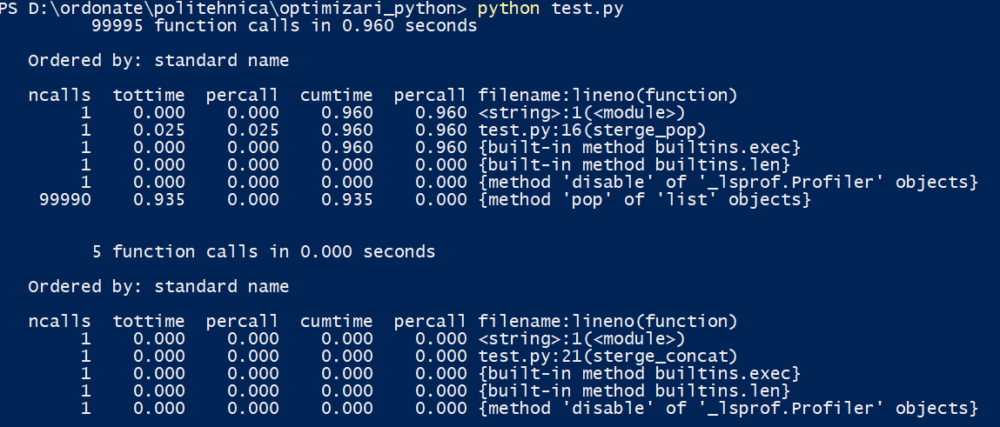 PS D:\ordonate\politehnica\optimizari_python> python test.py
99995 function calls in 0.960 seconds
Ordered by: standard name
ncalls tottime percall cumtime percall filename:lineno(function)
1 0.000 0.000 0.960 0.960 <string>:1(<module>)
1 0.025 0.025 0.960 0.960 test.py:16(sterge_pop)
1 0.000 0.000 0.960 0.960 {built-in method builtins.exec}
1 0.000 0.000 0.000 0.000 {built-in method builtins.len}
1 0.000 0.000 0.000 0.000 {method 'disable' of '_lsprof.Profiler' objects}
99990 0.935 0.000 0.935 0.000 {method 'pop' of 'list' objects}
5 function calls in 0.000 seconds
Ordered by: standard name
ncalls tottime percall cumtime percall filename:lineno(function)
1 0.000 0.000 0.000 0.000 <string>:1(<module>)
1 0.000 0.000 0.000 0.000 test.py:21(sterge_concat)
1 0.000 0.000 0.000 0.000 {built-in method builtins.exec}
1 0.000 0.000 0.000 0.000 {built-in method builtins.len}
1 0.000 0.000 0.000 0.000 {method 'disable' of '_lsprof.Profiler' objects}